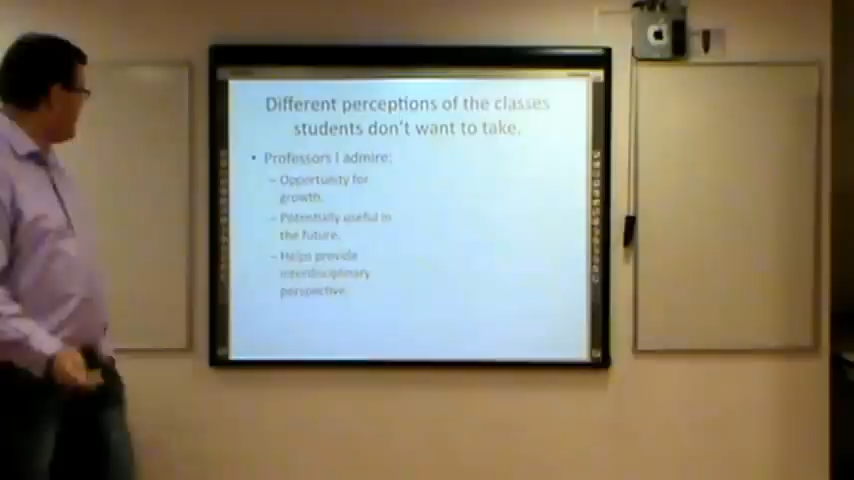 Different perceptions of the classes
students don't want to take.
• Professors I admire:
– Opportunity for
growth.
– Potentially useful in
the future.
– Helps provide
interdisciplinary
perspective.